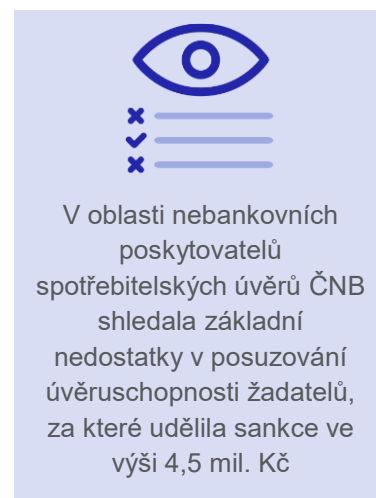 V oblasti nebankovních
poskytovatelů
spotřebitelských úvěrů ČNB
shledala základní
nedostatky v posuzování
úvěruschopnosti žadatelů,
za které udělila sankce ve
výši 4,5 mil. Kč